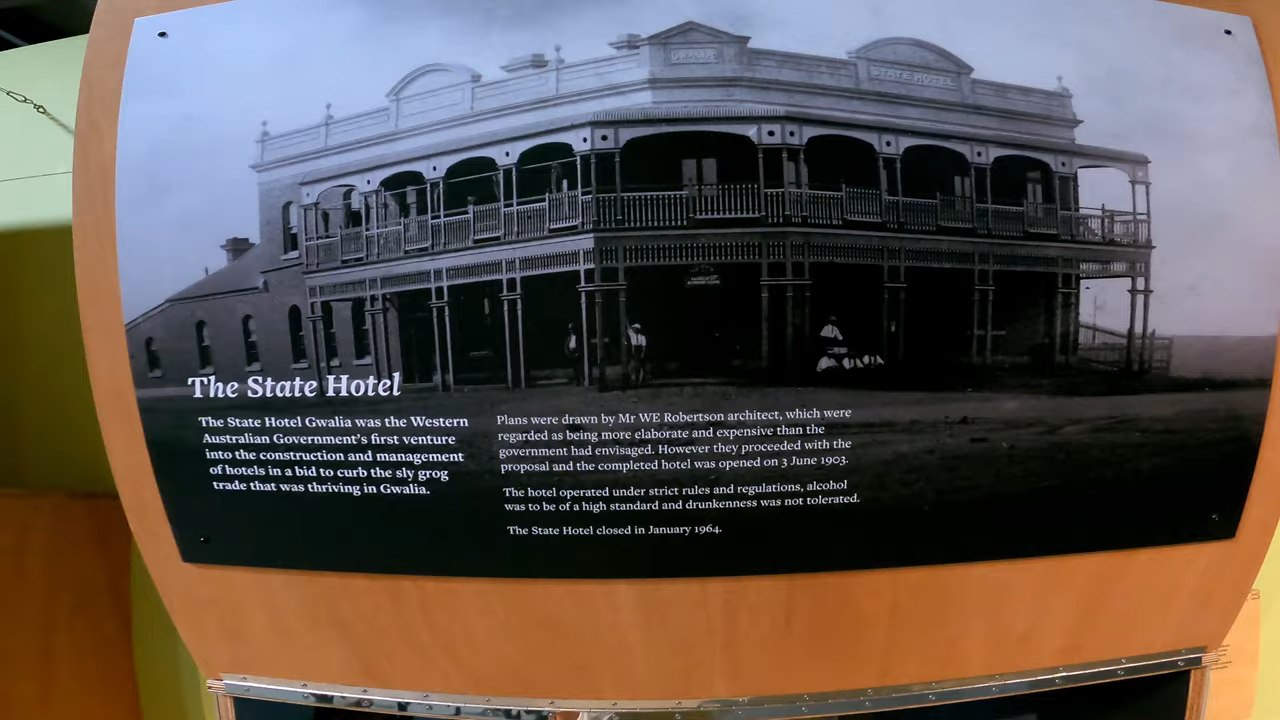 GWALIA
STATE HOTEL
The State Hotel
The State Hotel Gwalia was the Western
Australian Government's first venture
into the construction and management
of hotels in a bid to curb the sly grog
trade that was thriving in Gwalia.
Plans were drawn by Mr WE Robertson architect, which were
regarded as being more elaborate and expensive than the
government had envisaged. However they proceeded with the
proposal and the completed hotel was opened on 3 June 1903.
The hotel operated under strict rules and regulations, alcohol
was to be of a high standard and drunkenness was not tolerated.
The State Hotel closed in January 1964.